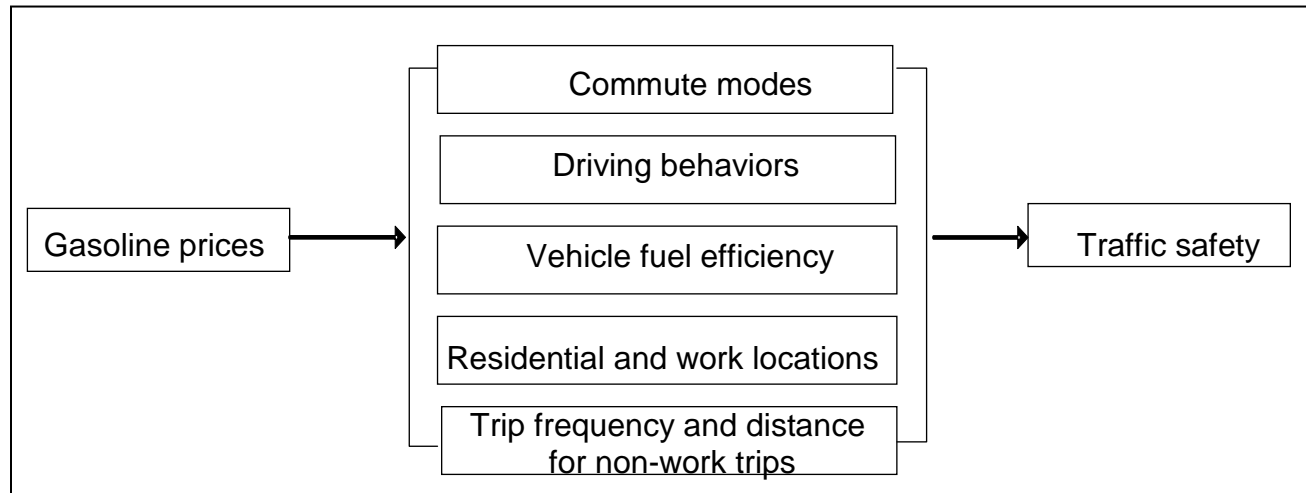 Commute modes
Driving behaviors
Gasoline prices
Vehicle fuel efficiency
Traffic safety
Residential and work locations
Trip frequency and distance
for non-work trips